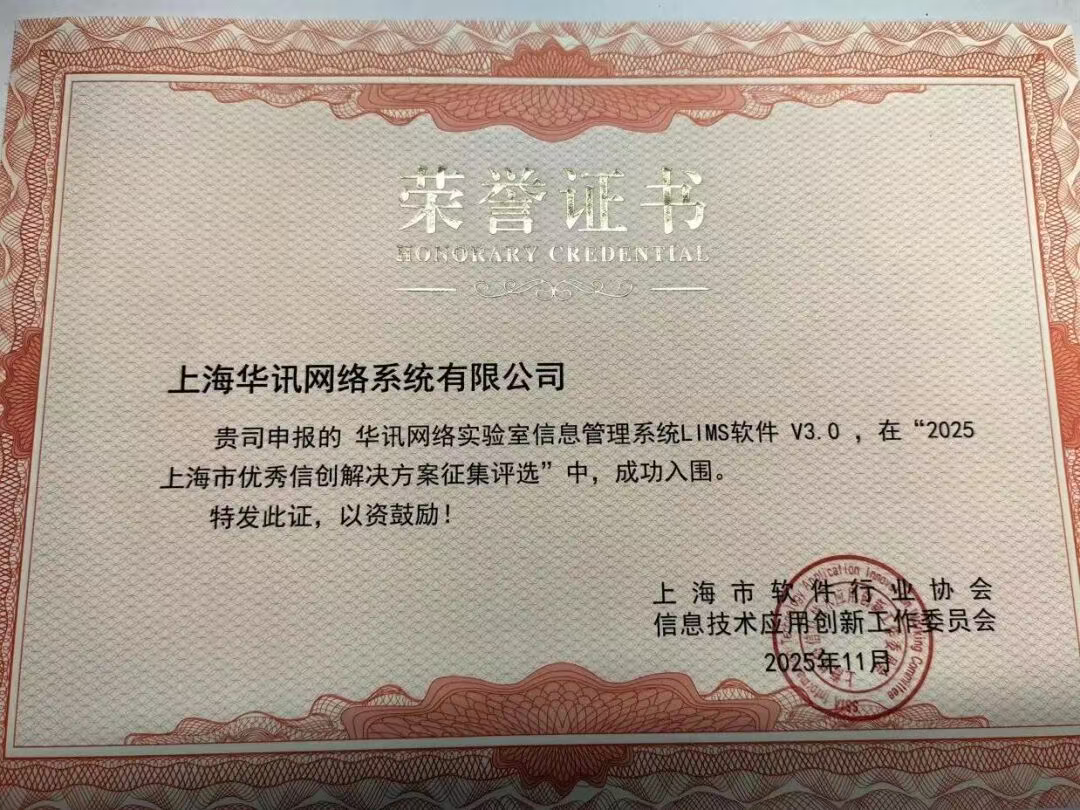 荣誉证书
HONORARY CREDENTIAL
上海华讯网络系统有限公司
贵司申报的 华讯网络实验室信息管理系统LIMS软件 V3.0 ，在“2025
上海市优秀信创解决方案征集评选”中，成功入围。
特发此证，以资鼓励！
上海市软件行业协会
信息技术应用创新工作委员会
2025年11月